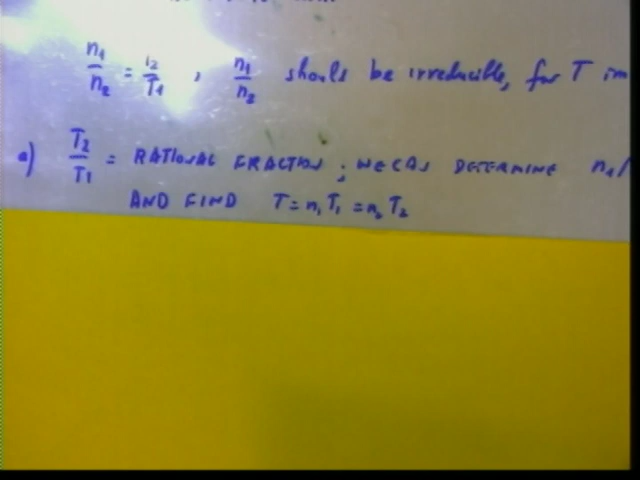 n1/n2 = T2/T1 , n1/n2 should be irreducible, for T
a) T2/T1 = RATIONAL FRACTION ; WE CAN DETERMINE n1/
AND FIND T = n1 T1 = n2 T2